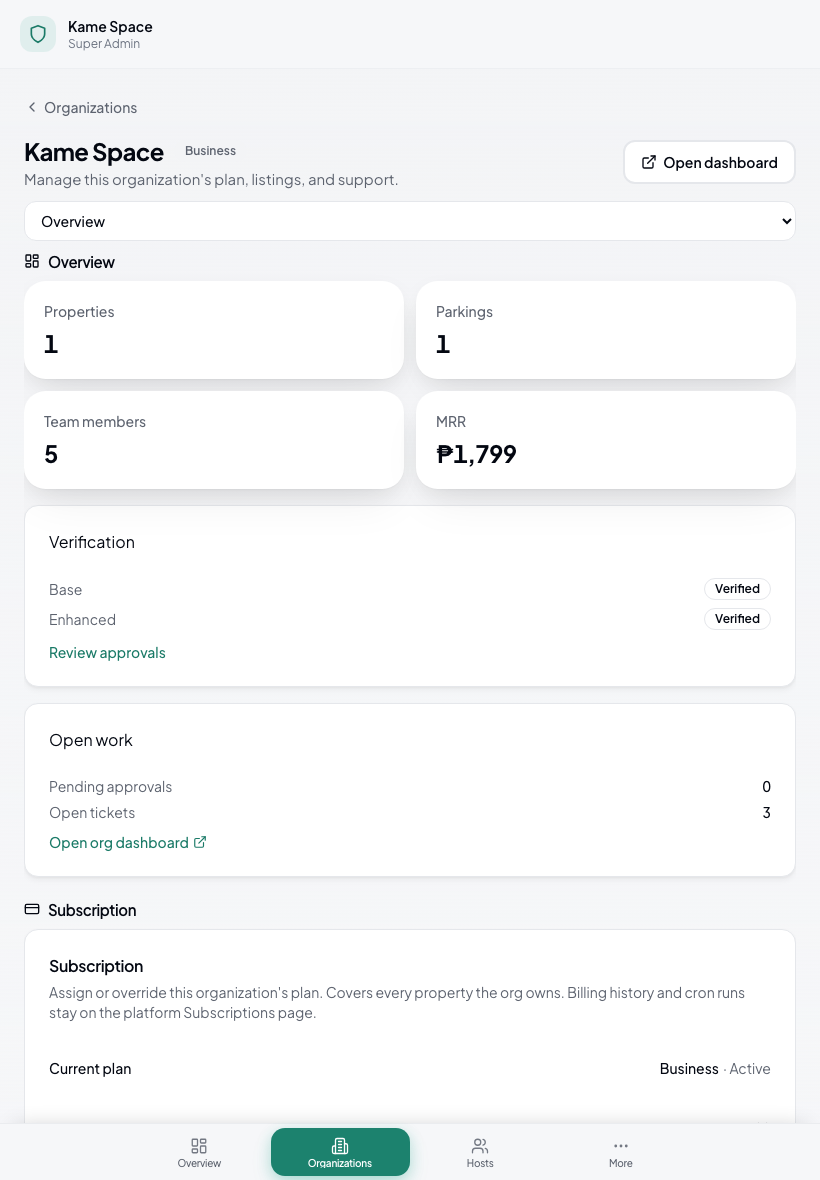 Kame Space
Super Admin
Organizations
Kame Space
Business
Manage this organization's plan, listings, and support.
Open dashboard
Overview
Overview
Properties
1
Parkings
1
Team members
5
MRR
₱1,799
Verification
Base
Verified
Enhanced
Verified
Review approvals
Open work
Pending approvals
0
Open tickets
3
Open org dashboard
Subscription
Subscription
Assign or override this organization's plan. Covers every property the org owns. Billing history and cron runs
stay on the platform Subscriptions page.
Current plan
Business · Active
Overview
Organizations
Hosts
More